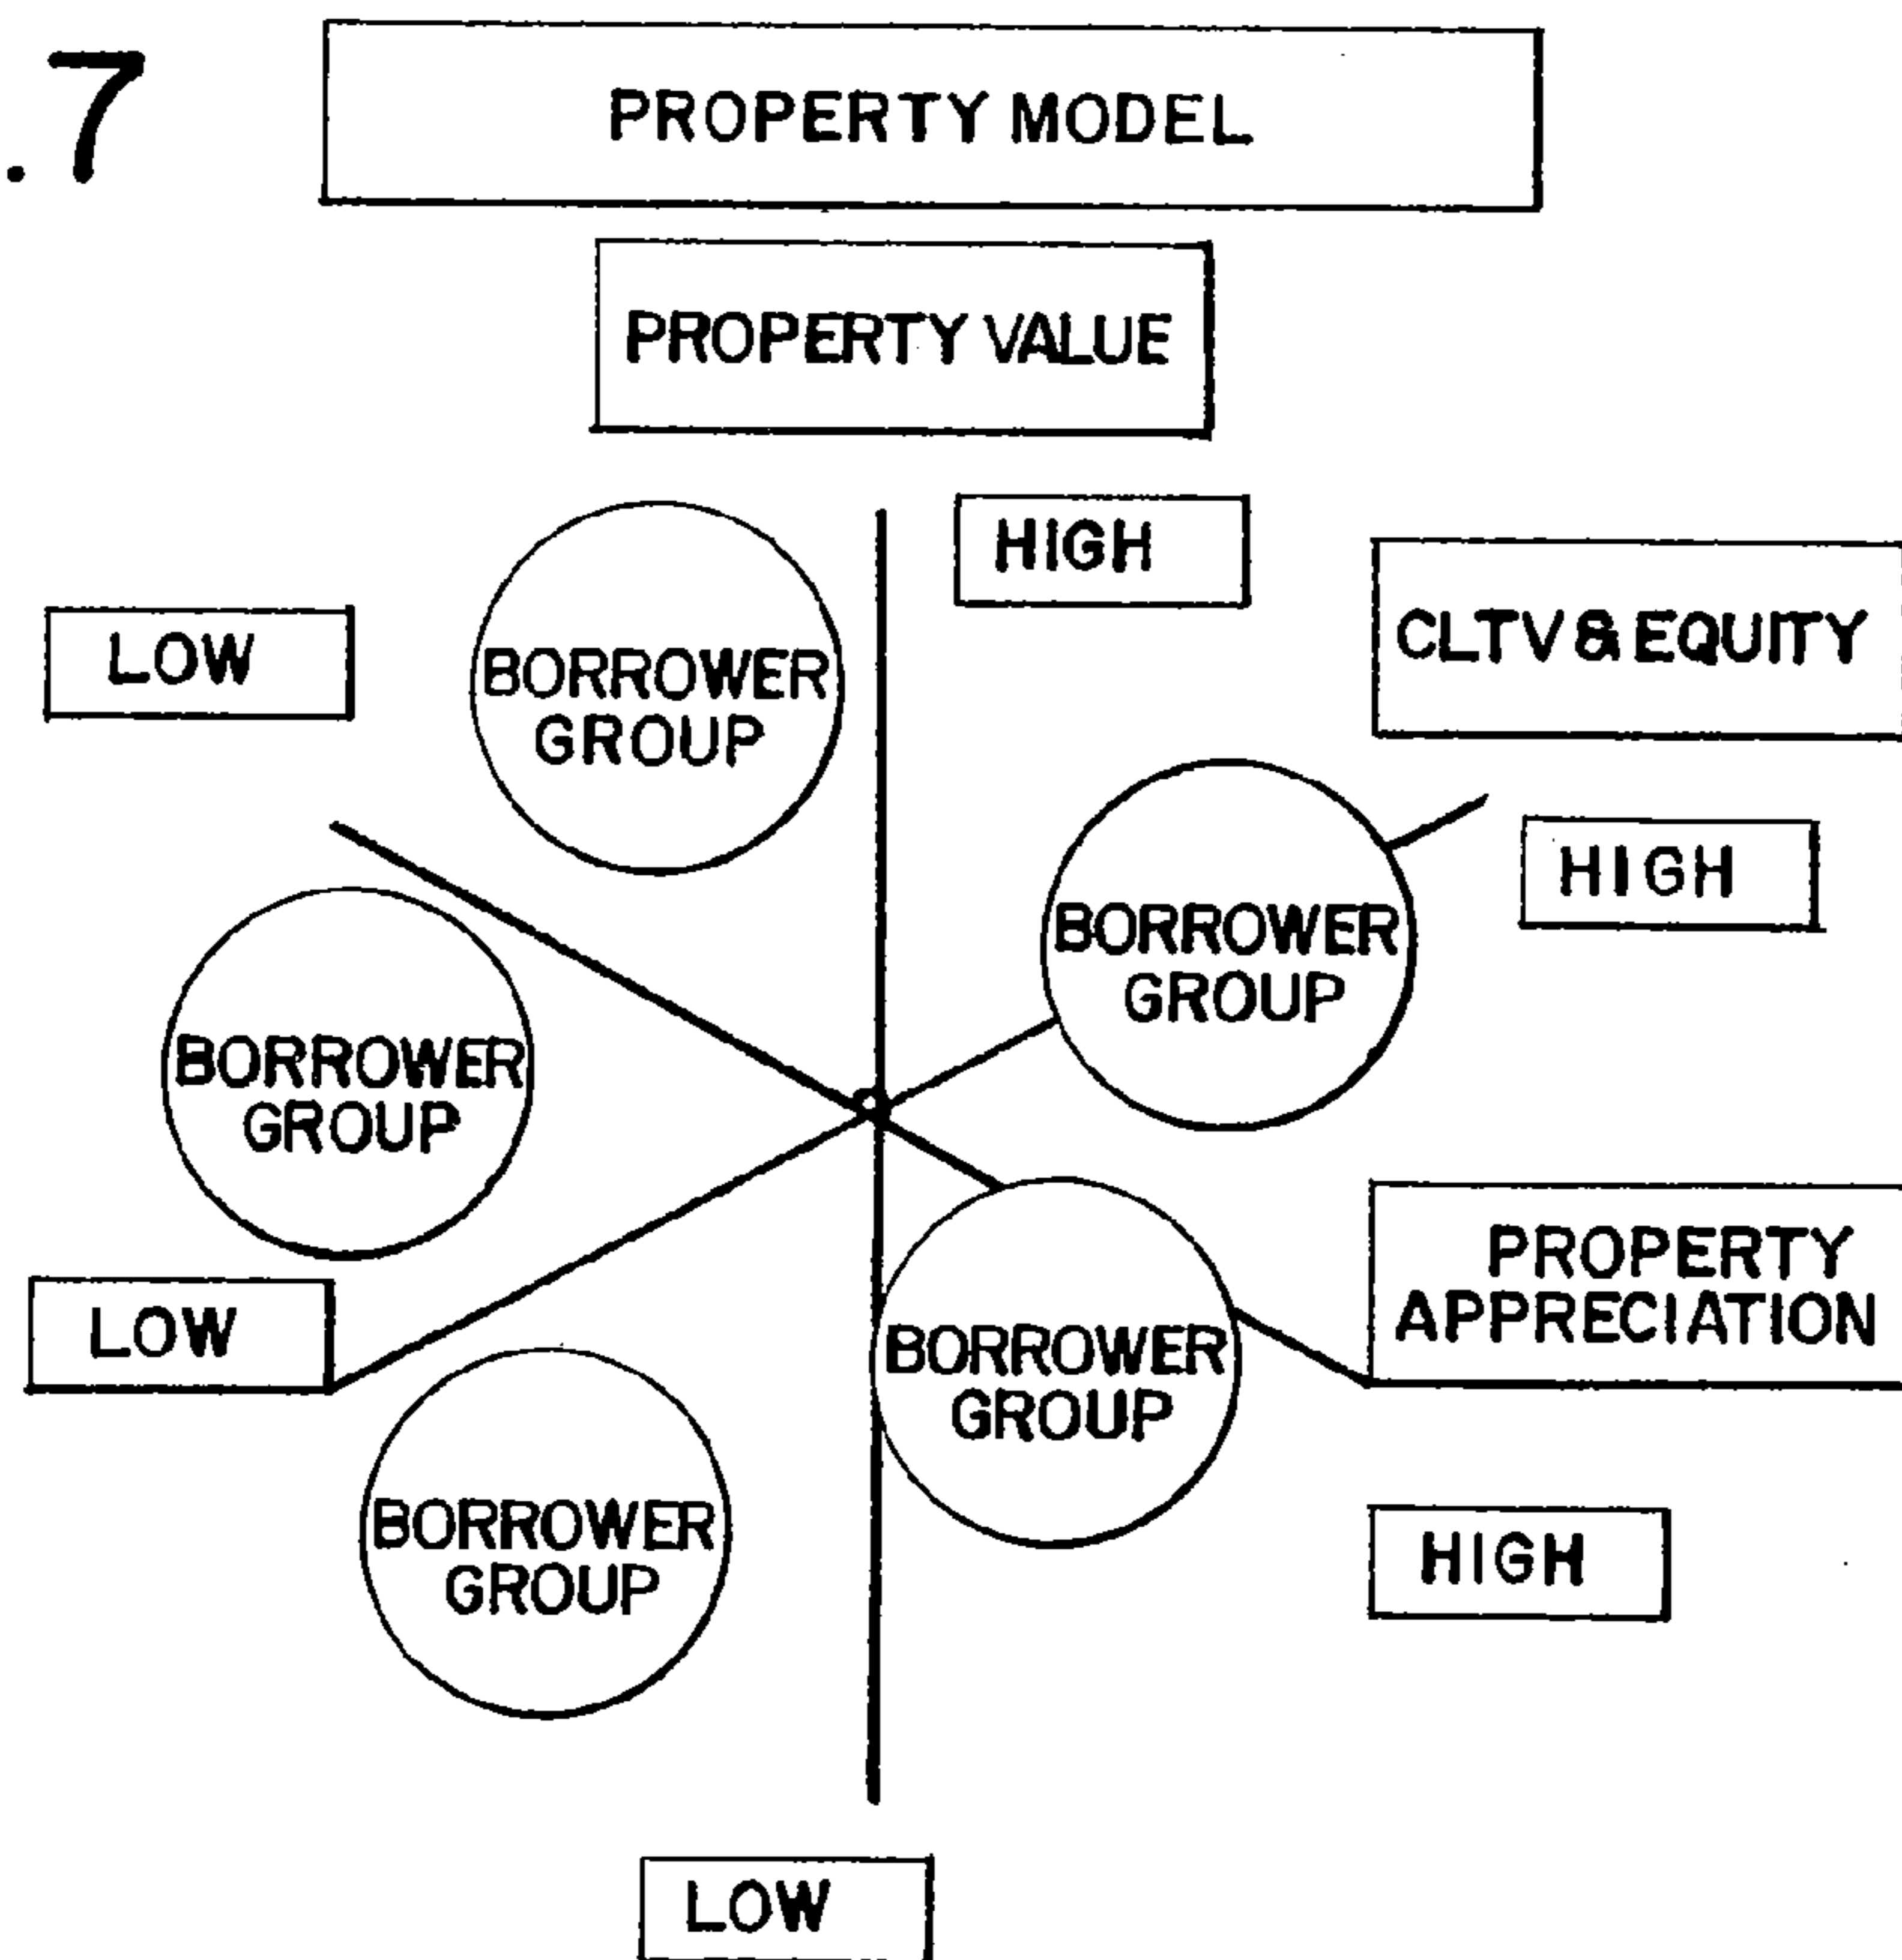 .7
PROPERTY MODEL
PROPERTY VALUE
HIGH
CLTV & EQUITY
LOW
BORROWER
GROUP
HIGH
BORROWER
GROUP
BORROWER
GROUP
PROPERTY
APPRECIATION
LOW
BORROWER
GROUP
BORROWER
GROUP
HIGH
LOW